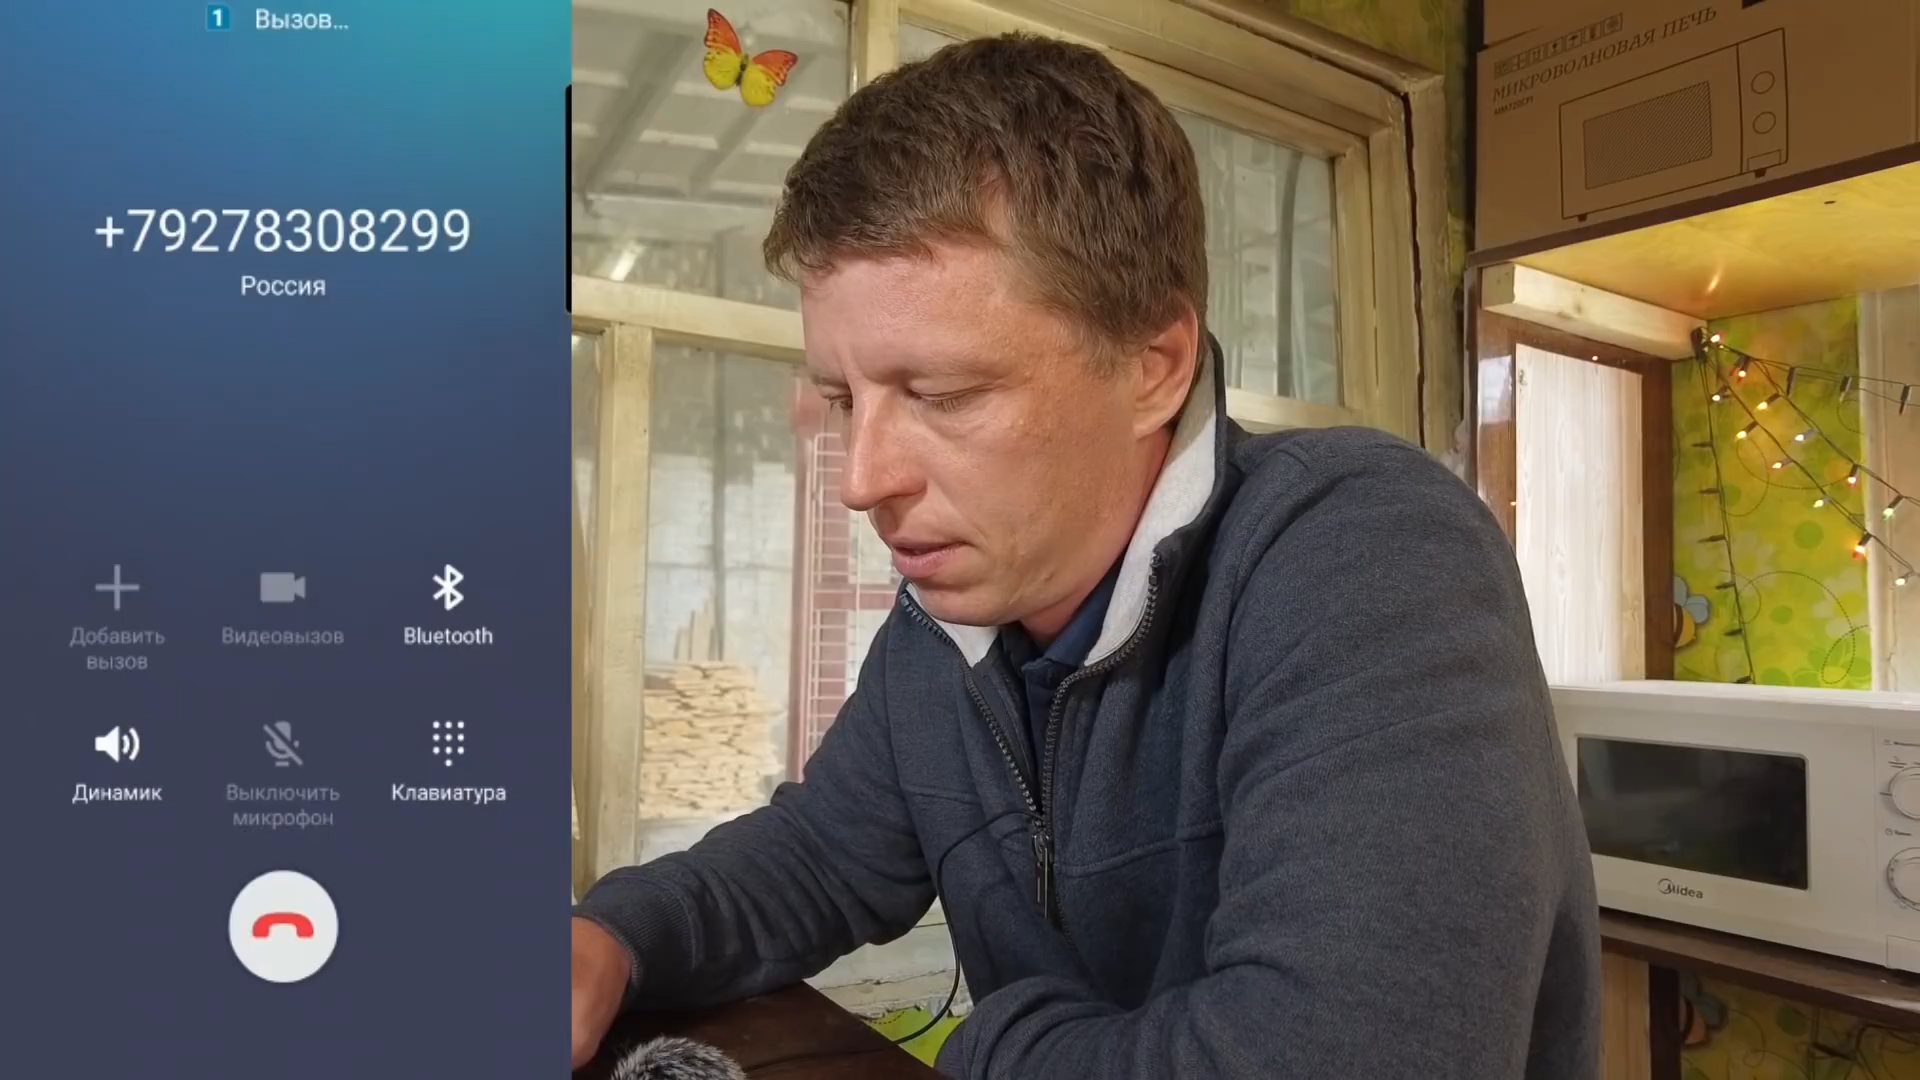 1 Вызов...
+79278308299
Россия
Добавить
вызов
Видеовызов
Bluetooth
Динамик
Выключить
микрофон
Клавиатура
МИКРОВОЛНОВАЯ ПЕЧЬ
Midea